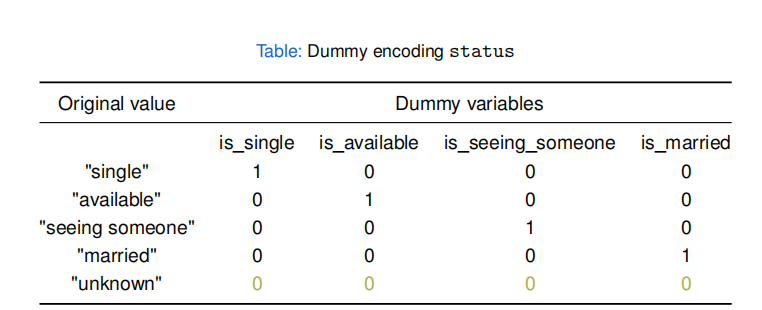 Table: Dummy encoding status
Original value Dummy variables
is_single is_available is_seeing_someone is_married
"single" 1 0 0 0
"available" 0 1 0 0
"seeing someone" 0 0 1 0
"married" 0 0 0 1
"unknown" 0 0 0 0